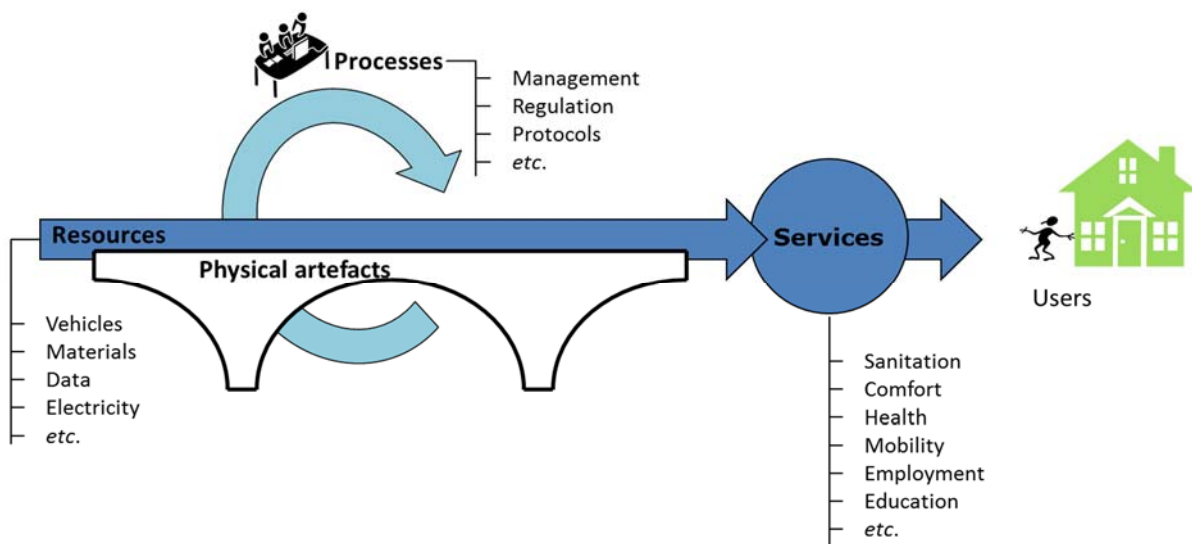 Processes
Management
Regulation
Protocols
etc.
Resources
Physical artefacts
Vehicles
Materials
Data
Electricity
etc.
Services
Sanitation
Comfort
Health
Mobility
Employment
Education
etc.
Users